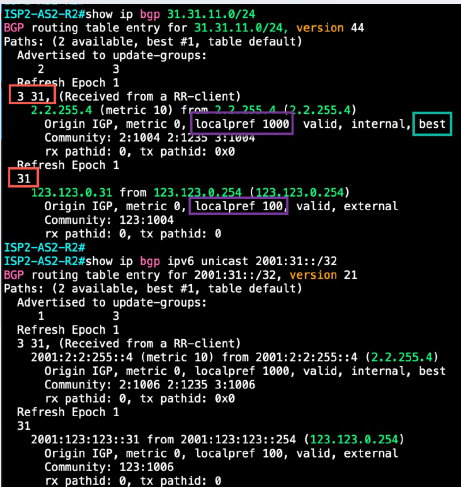 ISP2-AS2-R2#show ip bgp 31.31.11.0/24
BGP routing table entry for 31.31.11.0/24, version 44
Paths: (2 available, best #1, table default)
Advertised to update-groups:
2 3
Refresh Epoch 1
3 31, (Received from a RR-client)
2.2.255.4 (metric 10) from 2.2.255.4 (2.2.255.4)
Origin IGP, metric 0, localpref 1000, valid, internal, best
Community: 2:1004 2:1235 3:1004
rx pathid: 0, tx pathid: 0x0
Refresh Epoch 1
31
123.123.0.31 from 123.123.0.254 (123.123.0.254)
Origin IGP, metric 0, localpref 100, valid, external
Community: 123:1004
rx pathid: 0, tx pathid: 0
ISP2-AS2-R2#
ISP2-AS2-R2#show ip bgp ipv6 unicast 2001:31::/32
BGP routing table entry for 2001:31::/32, version 21
Paths: (2 available, best #1, table default)
Advertised to update-groups:
1 3
Refresh Epoch 1
3 31, (Received from a RR-client)
2001:2:2:255::4 (metric 10) from 2001:2:2:255::4 (2.2.255.4)
Origin IGP, metric 0, localpref 1000, valid, internal, best
Community: 2:1006 2:1235 3:1006
rx pathid: 0, tx pathid: 0x0
Refresh Epoch 1
31
2001:123:123::31 from 2001:123:123::254 (123.123.0.254)
Origin IGP, metric 0, localpref 100, valid, external
Community: 123:1006
rx pathid: 0, tx pathid: 0